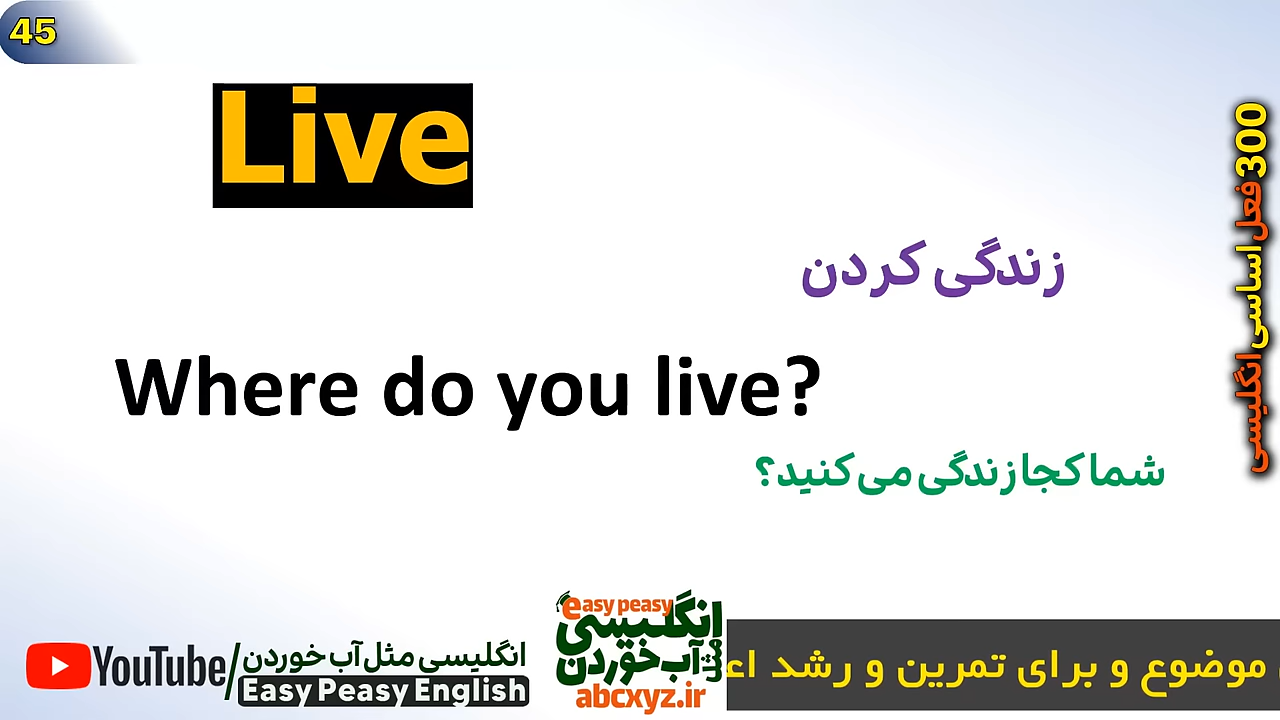 45
Live
300 فعل اساسی انگلیسی
زندگی کردن
Where do you live?
شما کجا زندگی می کنید؟
easy peasy
انگلیسی
مثل آب خوردن
abcxyz.ir
YouTube/انگلیسی مثل آب خوردن
Easy Peasy English
موضوع و برای تمرین و رشد